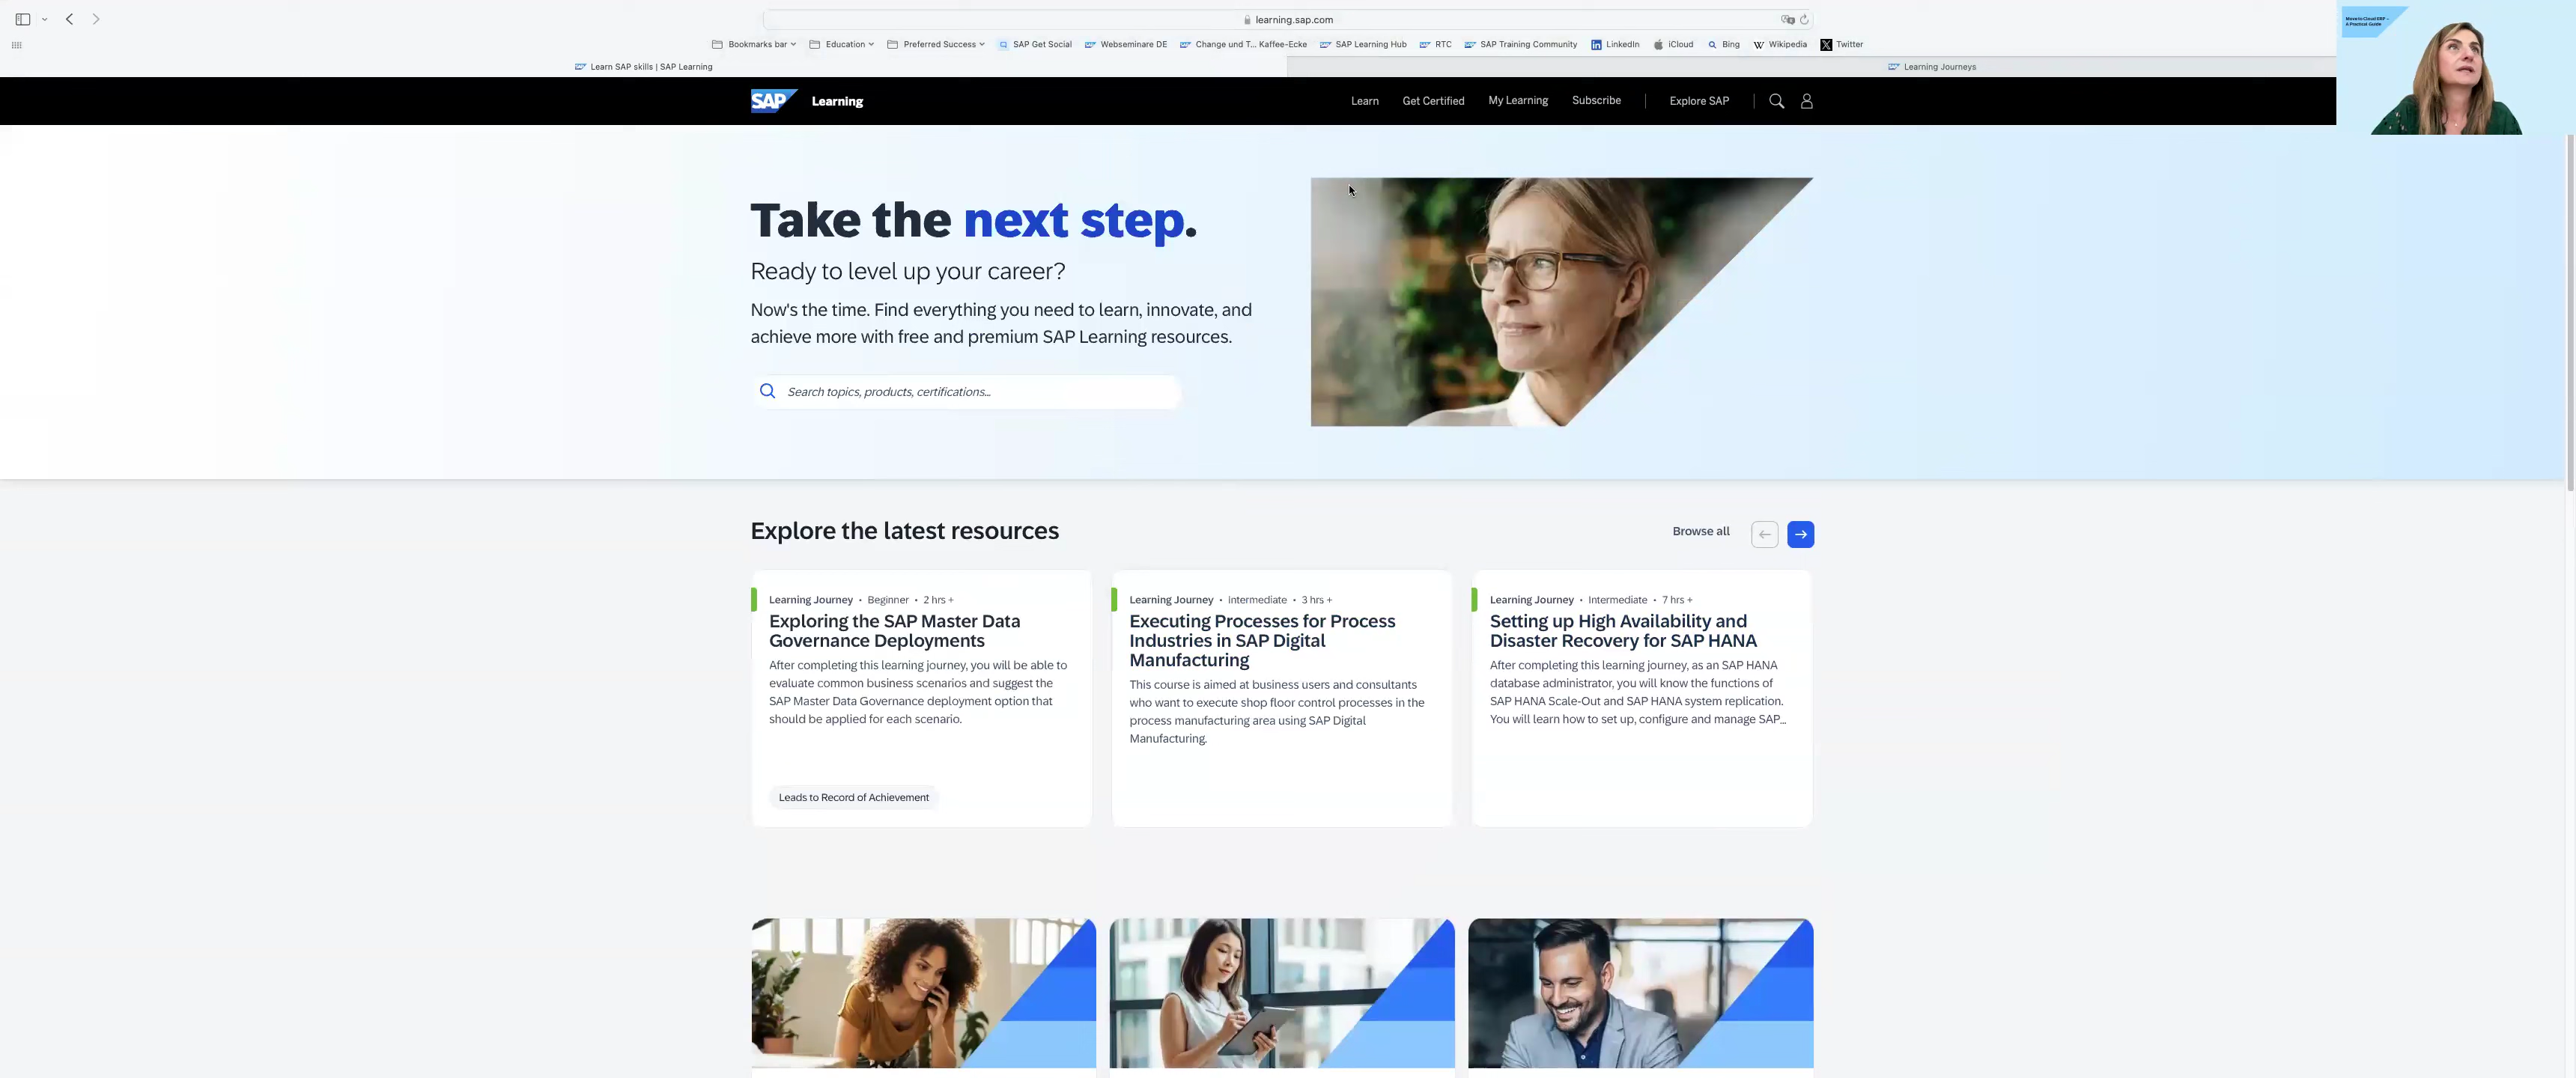 learning.sap.com
Bookmarks bar
Education
Preferred Success
SAP Get Social
Webseminare DE
Change und T... Kaffee-Ecke
SAP Learning Hub
RTC
SAP Training Community
LinkedIn
iCloud
Bing
Wikipedia
Twitter
Learn SAP skills | SAP Learning
Learning Journeys
Move to Cloud ERP –
A Practical Guide
SAP Learning
Learn
Get Certified
My Learning
Subscribe
Explore SAP
Take the next step.
Ready to level up your career?
Now's the time. Find everything you need to learn, innovate, and
achieve more with free and premium SAP Learning resources.
Search topics, products, certifications...
Explore the latest resources
Browse all
Learning Journey • Beginner • 2 hrs +
Exploring the SAP Master Data
Governance Deployments
After completing this learning journey, you will be able to
evaluate common business scenarios and suggest the
SAP Master Data Governance deployment option that
should be applied for each scenario.
Leads to Record of Achievement
Learning Journey • Intermediate • 3 hrs +
Executing Processes for Process
Industries in SAP Digital
Manufacturing
This course is aimed at business users and consultants
who want to execute shop floor control processes in the
process manufacturing area using SAP Digital
Manufacturing.
Learning Journey • Intermediate • 7 hrs +
Setting up High Availability and
Disaster Recovery for SAP HANA
After completing this learning journey, as an SAP HANA
database administrator, you will know the functions of
SAP HANA Scale-Out and SAP HANA system replication.
You will learn how to set up, configure and manage SAP...